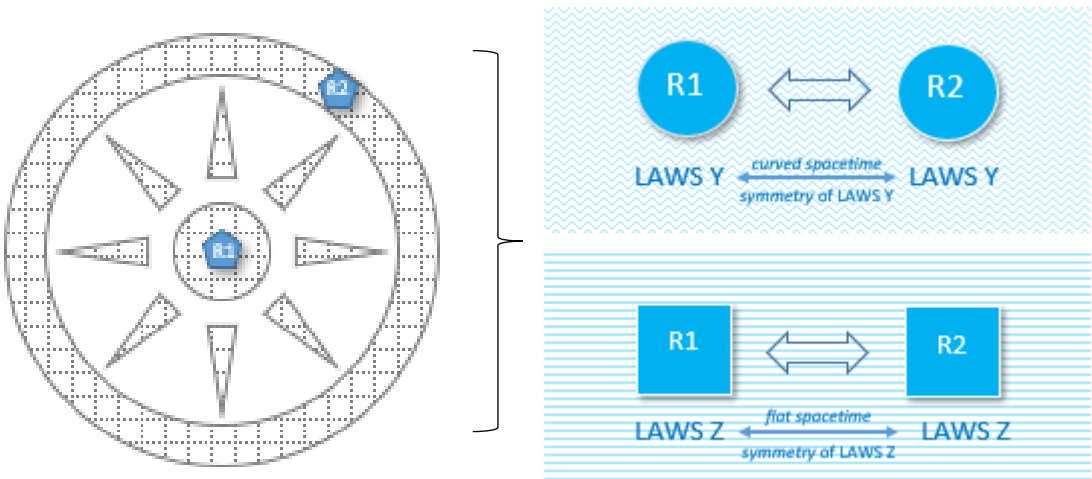 R2
R1
R1
R2
LAWS Y
curved spacetime
symmetry of LAWS Y
LAWS Y
R1
R2
LAWS Z
flat spacetime
symmetry of LAWS Z
LAWS Z